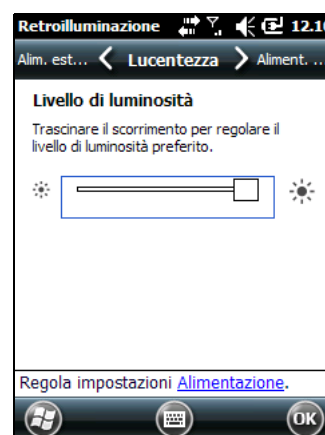 Retroilluminazione 12.10
Alim. est... Lucentezza Aliment. ...
Livello di luminosità
Trascinare il scorrimento per regolare il
livello di luminosità preferito.
Regola impostazioni Alimentazione.
OK